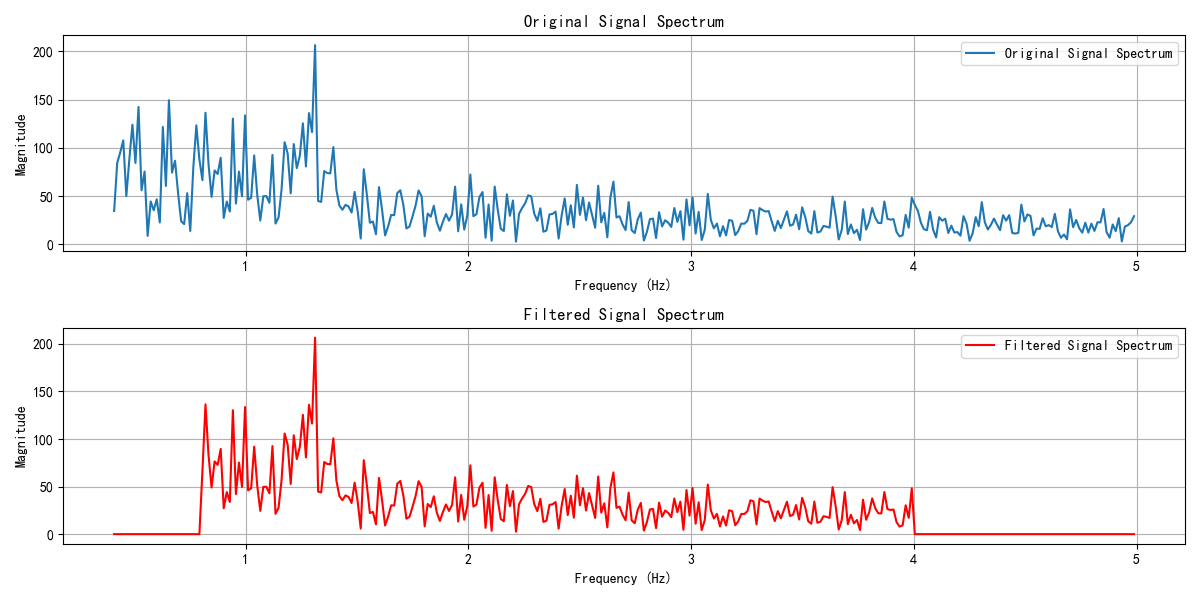 Original Signal Spectrum
200
150
100
50
0
Magnitude
Original Signal Spectrum
1 2 3 4 5
Frequency (Hz)
Filtered Signal Spectrum
200
150
100
50
0
Magnitude
Filtered Signal Spectrum
1 2 3 4 5
Frequency (Hz)